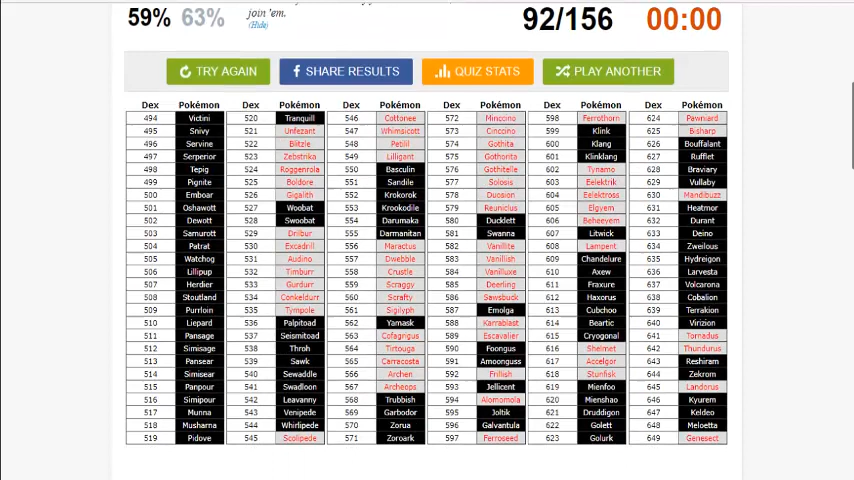 join 'em.
(Hide)
59% 63% 92/156 00:00
TRY AGAIN SHARE RESULTS QUIZ STATS PLAY ANOTHER
Dex Pokémon Dex Pokémon Dex Pokémon Dex Pokémon Dex Pokémon Dex Pokémon
494 Victini 520 Tranquill 546 Cottonee 572 Minccino 598 Ferrothorn 624 Pawniard
495 Snivy 521 Unfezant 547 Whimsicott 573 Cinccino 599 Klink 625 Bisharp
496 Servine 522 Blitzle 548 Petilil 574 Gothita 600 Klang 626 Bouffalant
497 Serperior 523 Zebstrika 549 Lilligant 575 Gothorita 601 Klinklang 627 Rufflet
498 Tepig 524 Roggenrola 550 Basculin 576 Gothitelle 602 Tynamo 628 Braviary
499 Pignite 525 Boldore 551 Sandile 577 Solosis 603 Eelektrik 629 Vullaby
500 Emboar 526 Gigalith 552 Krokorok 578 Duosion 604 Eelektross 630 Mandibuzz
501 Oshawott 527 Woobat 553 Krookodile 579 Reuniclus 605 Elgyem 631 Heatmor
502 Dewott 528 Swoobat 554 Darumaka 580 Ducklett 606 Beheeyem 632 Durant
503 Samurott 529 Drilbur 555 Darmanitan 581 Swanna 607 Litwick 633 Deino
504 Patrat 530 Excadrill 556 Maractus 582 Vanillite 608 Lampent 634 Zweilous
505 Watchog 531 Audino 557 Dwebble 583 Vanillish 609 Chandelure 635 Hydreigon
506 Lillipup 532 Timburr 558 Crustle 584 Vanilluxe 610 Axew 636 Larvesta
507 Herdier 533 Gurdurr 559 Scraggy 585 Deerling 611 Fraxure 637 Volcarona
508 Stoutland 534 Conkeldurr 560 Scrafty 586 Sawsbuck 612 Haxorus 638 Cobalion
509 Purrloin 535 Tympole 561 Sigilyph 587 Emolga 613 Cubchoo 639 Terrakion
510 Liepard 536 Palpitoad 562 Yamask 588 Karrablast 614 Beartic 640 Virizion
511 Pansage 537 Seismitoad 563 Cofagrigus 589 Escavalier 615 Cryogonal 641 Tornadus
512 Simisage 538 Throh 564 Tirtouga 590 Foongus 616 Shelmet 642 Thundurus
513 Pansear 539 Sawk 565 Carracosta 591 Amoonguss 617 Accelgor 643 Reshiram
514 Simisear 540 Sewaddle 566 Archen 592 Frillish 618 Stunfisk 644 Zekrom
515 Panpour 541 Swadloon 567 Archeops 593 Jellicent 619 Mienfoo 645 Landorus
516 Simipour 542 Leavanny 568 Trubbish 594 Alomomola 620 Mienshao 646 Kyurem
517 Munna 543 Venipede 569 Garbodor 595 Joltik 621 Druddigon 647 Keldeo
518 Musharna 544 Whirlipede 570 Zorua 596 Galvantula 622 Golett 648 Meloetta
519 Pidove 545 Scolipede 571 Zoroark 597 Ferroseed 623 Golurk 649 Genesect